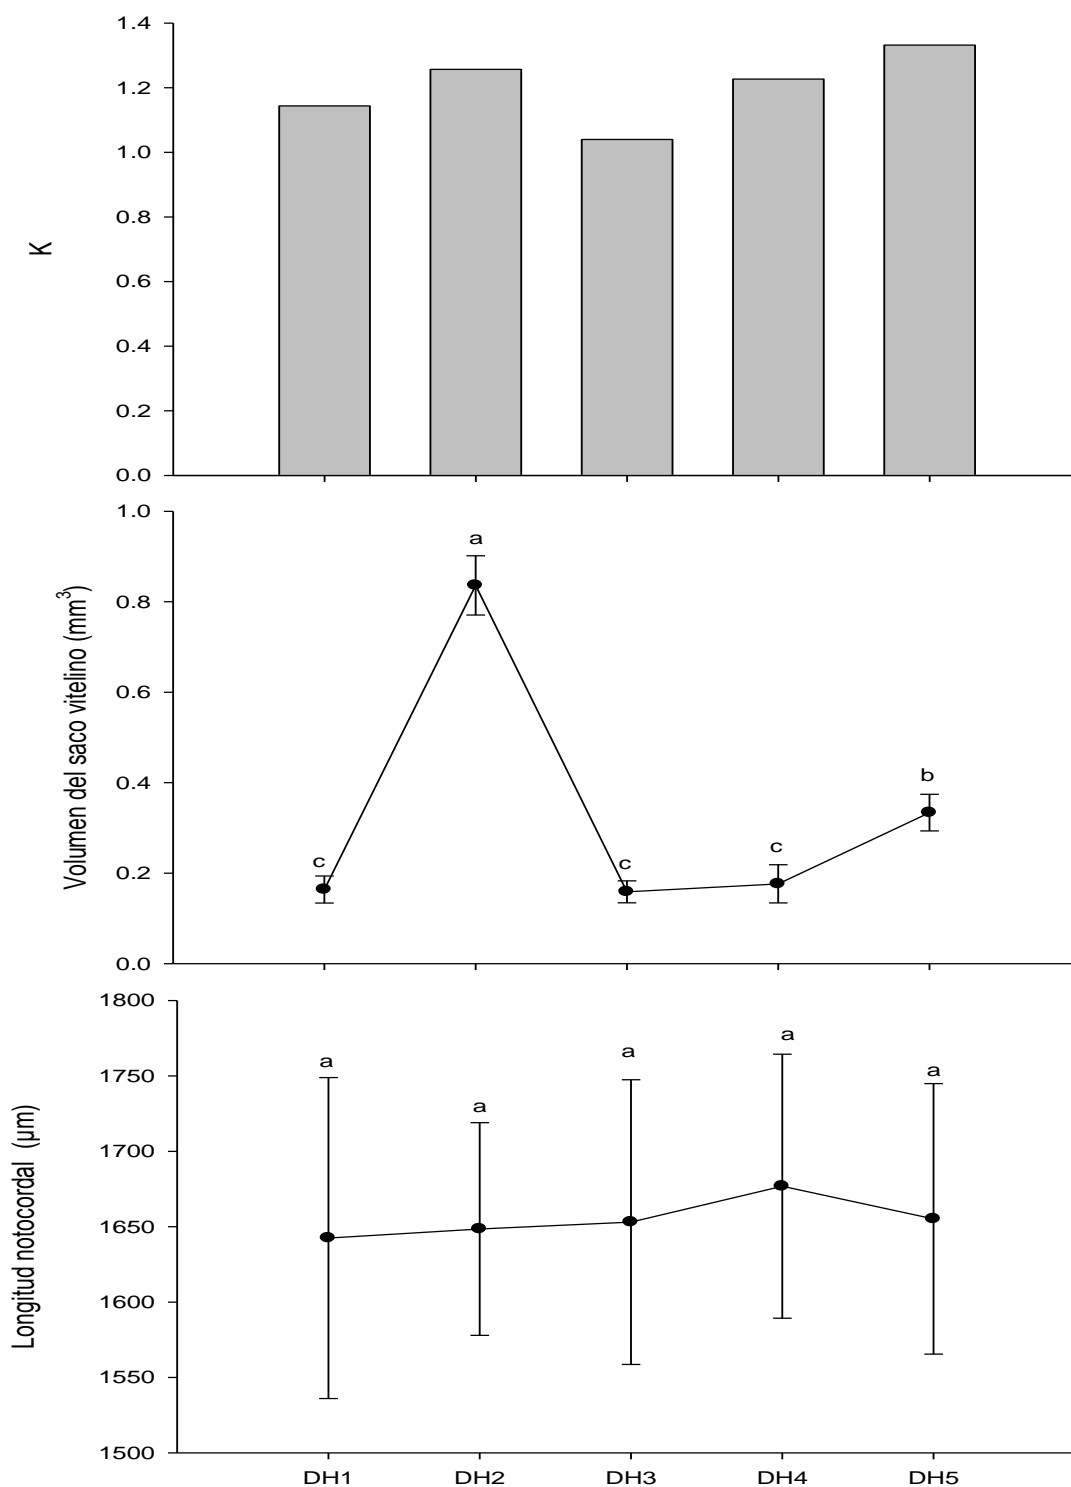 1.4
1.2
1.0
0.8
0.6
0.4
0.2
0.0
K
1.0
0.8
0.6
0.4
0.2
0.0
Volumen del saco vitelino (mm³)
c
a
c
c
b
1800
1750
1700
1650
1600
1550
1500
Longitud notocordal (µm)
a
a
a
a
a
DH1 DH2 DH3 DH4 DH5